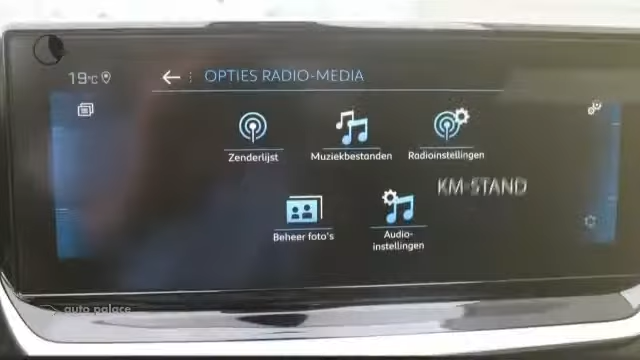 19°C
OPTIES RADIO-MEDIA
Zenderlijst
Muziekbestanden
Radioinstellingen
KM-STAND
Beheer foto's
Audio-
instellingen
auto palace